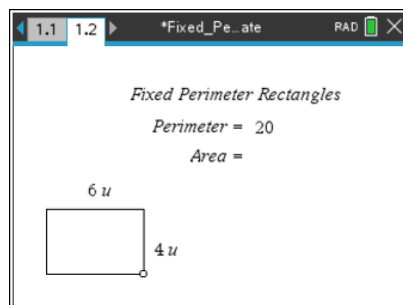 1.1 1.2 *Fixed_Pe...ate RAD
Fixed Perimeter Rectangles
Perimeter = 20
Area =
6 u
4 u